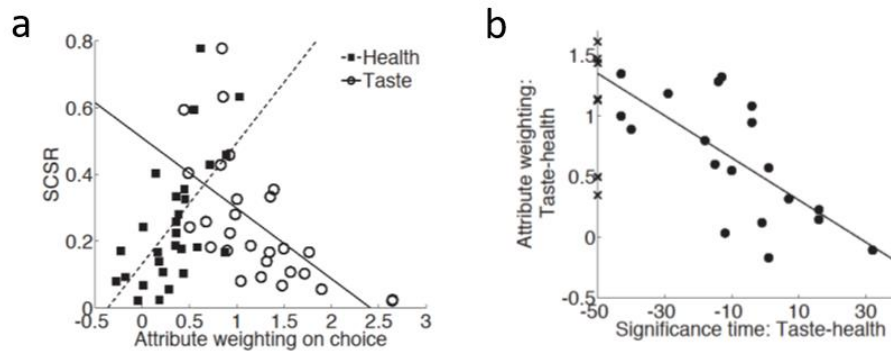 a
0.8
0.6
0.4
0.2
0
SCSR
-0.5
0
0.5
1
1.5
2
2.5
3
Attribute weighting on choice
Health
Taste
b
1.5
1
0.5
0
-0.5
Attribute weighting:
Taste-health
-50
-30
-10
10
30
Significance time: Taste-health